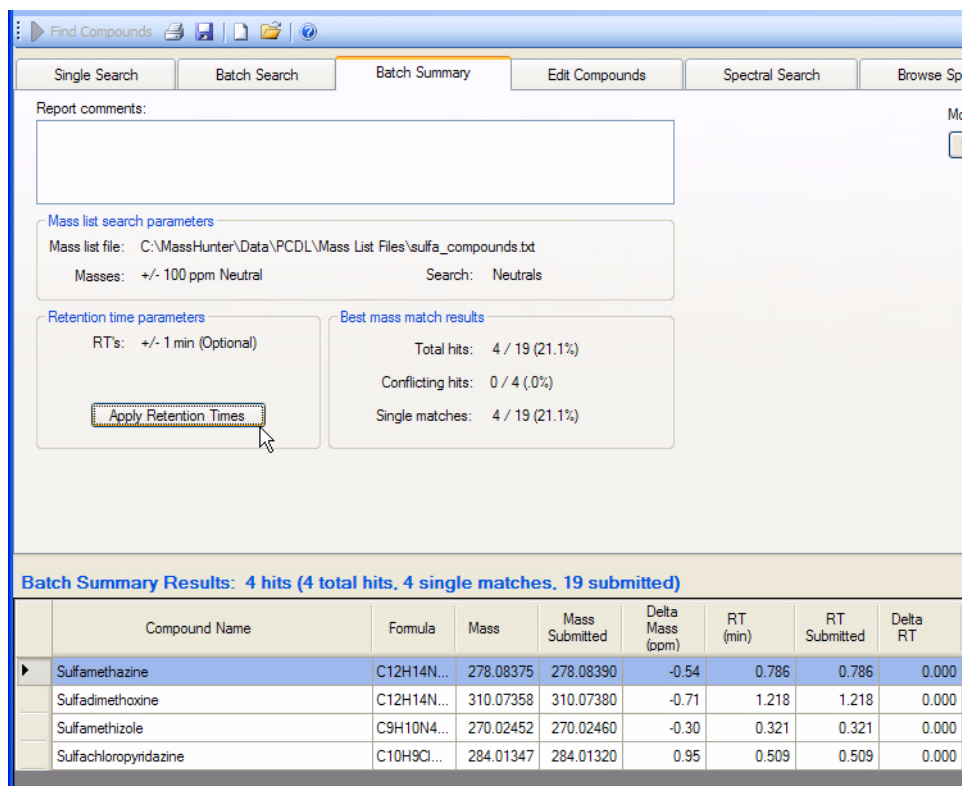 Find Compounds
Single Search Batch Search Batch Summary Edit Compounds Spectral Search Browse Sp
Report comments:
Mass list search parameters
Mass list file: C:\MassHunter\Data\PCDL\Mass List Files\sulfa_compounds.txt
Masses: +/- 100 ppm Neutral Search: Neutrals
Retention time parameters
RT's: +/- 1 min (Optional)
Apply Retention Times
Best mass match results
Total hits: 4 / 19 (21.1%)
Conflicting hits: 0 / 4 (.0%)
Single matches: 4 / 19 (21.1%)
Batch Summary Results: 4 hits (4 total hits, 4 single matches, 19 submitted)
Compound Name Formula Mass Mass Submitted Delta Mass (ppm) RT (min) RT Submitted Delta RT
Sulfamethazine C12H14N... 278.08375 278.08390 -0.54 0.786 0.786 0.000
Sulfadimethoxine C12H14N... 310.07358 310.07380 -0.71 1.218 1.218 0.000
Sulfamethizole C9H10N4... 270.02452 270.02460 -0.30 0.321 0.321 0.000
Sulfachloropyridazine C10H9Cl... 284.01347 284.01320 0.95 0.509 0.509 0.000